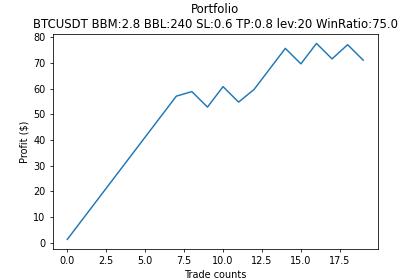 Portfolio
BTCUSDT BBM:2.8 BBL:240 SL:0.6 TP:0.8 lev:20 WinRatio:75.0
80
70
60
50
40
30
20
10
0
Profit ($)
0.0 2.5 5.0 7.5 10.0 12.5 15.0 17.5
Trade counts